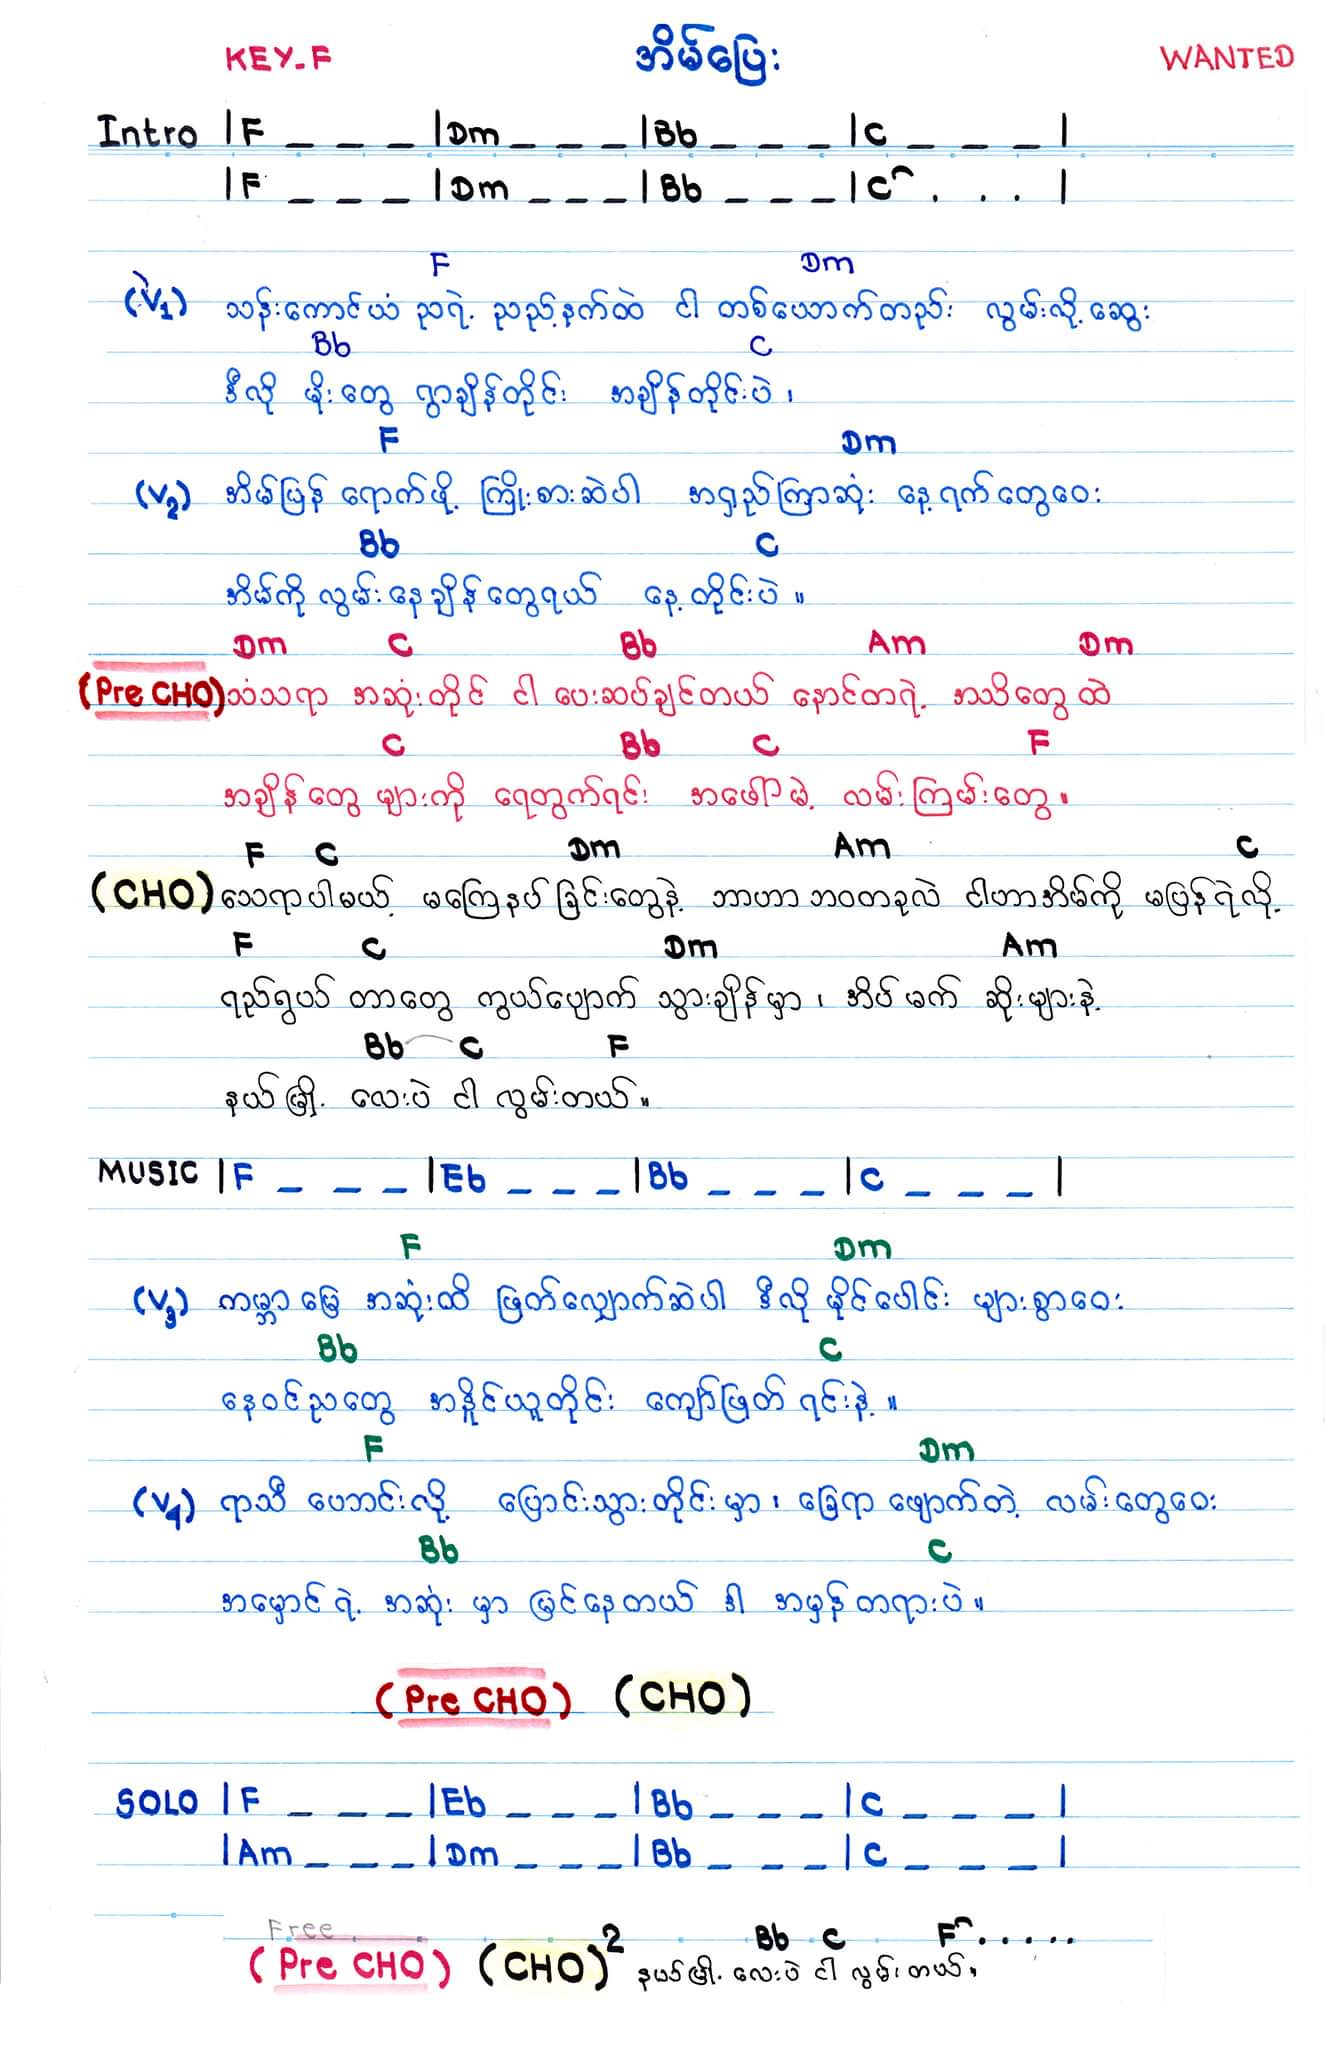 KEY-F အိမ်ပြေး WANTED
Intro |F _ _ _ |Dm _ _ _ |Bb _ _ _ |C _ _ _ |
|F _ _ _ |Dm _ _ _ |Bb _ _ _ |C⌢ . . . |
F Dm
(V1) သန်းကောင်ယံ ညရဲ့ ညည့်နက်ထဲ ငါ တစ်ယောက်တည်း လွမ်းလို့ ဆွေး
Bb C
ဒီလို မိုးတွေ ရွာချိန်တိုင်း အချိန်တိုင်းပဲ ၊
F Dm
(V2) အိမ်ပြန် ရောက်ဖို့ ကြိုးစားဆဲပါ အရှည်ကြာဆုံး နေ့ရက်တွေဝေး
Bb C
အိမ်ကို လွမ်းနေချိန်တွေရယ် နေ့တိုင်းပဲ ။
Dm C Bb Am Dm
(Pre CHO) သံသရာ အဆုံးတိုင် ငါ ပေးဆပ်ချင်တယ် နောင်တရဲ့ အသိတွေထဲ
C Bb C F
အချိန်တွေ များကို ရေတွက်ရင်း အဖော်မဲ့ လမ်းကြမ်းတွေ ။
F C Dm Am C
(CHO) သေရာပါမယ့် မကြေနပ်ခြင်းတွေနဲ့ ဘာဟာ ဘဝတခုလဲ ငါဟာအိမ်ကို မပြန်ရဲလို့
F C Dm Am
ရည်ရွယ် တာတွေ ကွယ်ပျောက် သွားချိန်မှာ ၊ အိပ်မက် ဆိုးများနဲ့
Bb C F
နယ်မြို့ လေးပဲ ငါ လွမ်းတယ် ။
MUSIC |F _ _ _ |Eb _ _ _ |Bb _ _ _ |C _ _ _ |
F Dm
(V3) ကမ္ဘာမြေ အဆုံးထိ ဖြတ်လျှောက်ဆဲပါ ဒီလို မိုင်ပေါင်း များစွာဝေး
Bb C
နေဝင်ညတွေ အနှိုင်ယူတိုင်း ကျော်ဖြတ် ရင်းနဲ့ ။
F Dm
(V4) ရာသီ ဟောင်းလို့ ပြောင်းသွားတိုင်းမှာ ၊ ခြေရာ ဖျောက်တဲ့ လမ်းတွေဝေး
Bb C
အမှောင်ရဲ့ အဆုံး မှာ မြင်နေတယ် ဒါ အမှန်တရားပဲ ။
(Pre CHO) (CHO)
SOLO |F _ _ _ |Eb _ _ _ |Bb _ _ _ |C _ _ _ |
|Am _ _ _ |Dm _ _ _ |Bb _ _ _ |C _ _ _ |
Free Bb C F⌢ . . . . .
(Pre CHO) (CHO)2 နယ်မြို့ လေးပဲ ငါ လွမ်းတယ် ။